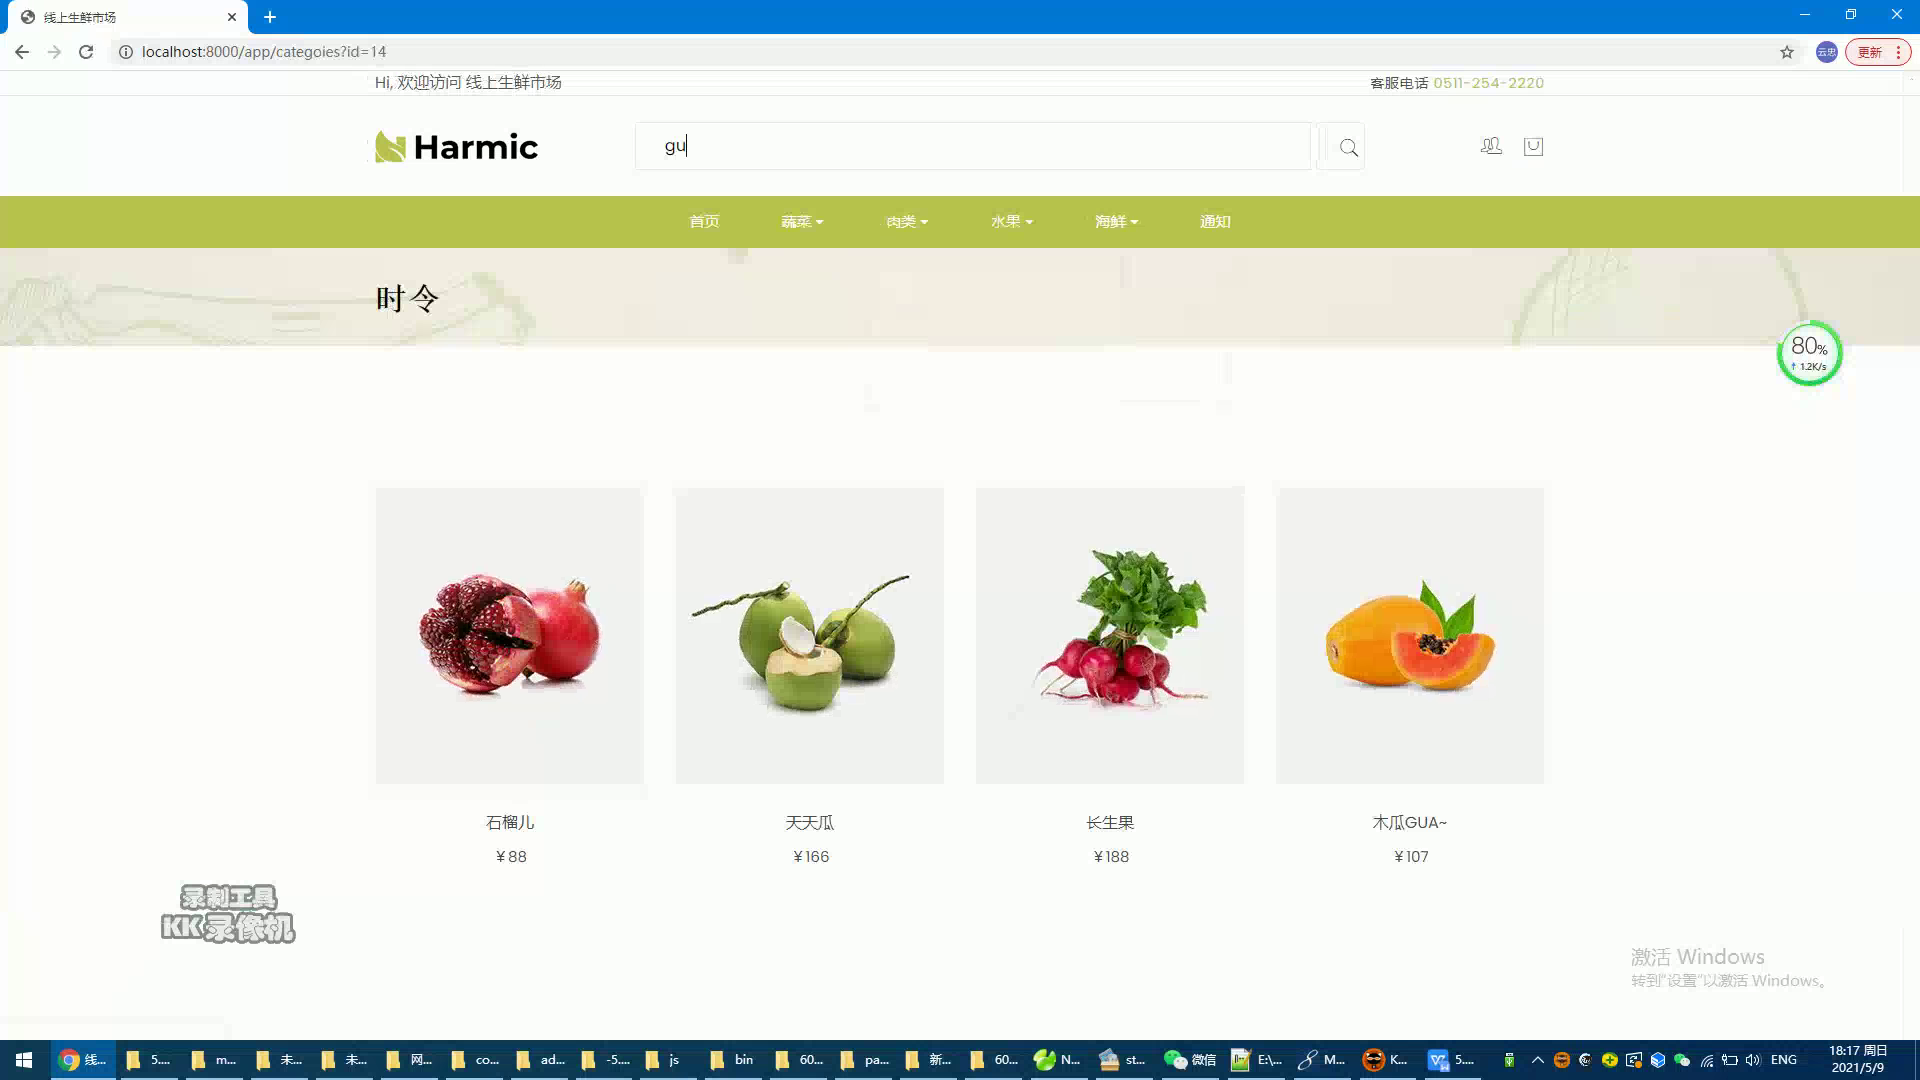 线上生鲜市场
localhost:8000/app/categoies?id=14
云忠
更新
Hi, 欢迎访问 线上生鲜市场
客服电话 0511-254-2220
Harmic
gu
首页 蔬菜 肉类 水果 海鲜 通知
时令
80%
↑ 1.2K/s
石榴儿 天天瓜 长生果 木瓜GUA~
¥88 ¥166 ¥188 ¥107
录制工具
KK录像机
激活 Windows
转到"设置"以激活 Windows。
线... 5.... m... 未... 未... 网... co... ad... -5.... js bin 60... pa... 新... 60... N... st... 微信 E:\... M... K... 5.... ENG
18:17 周日
2021/5/9